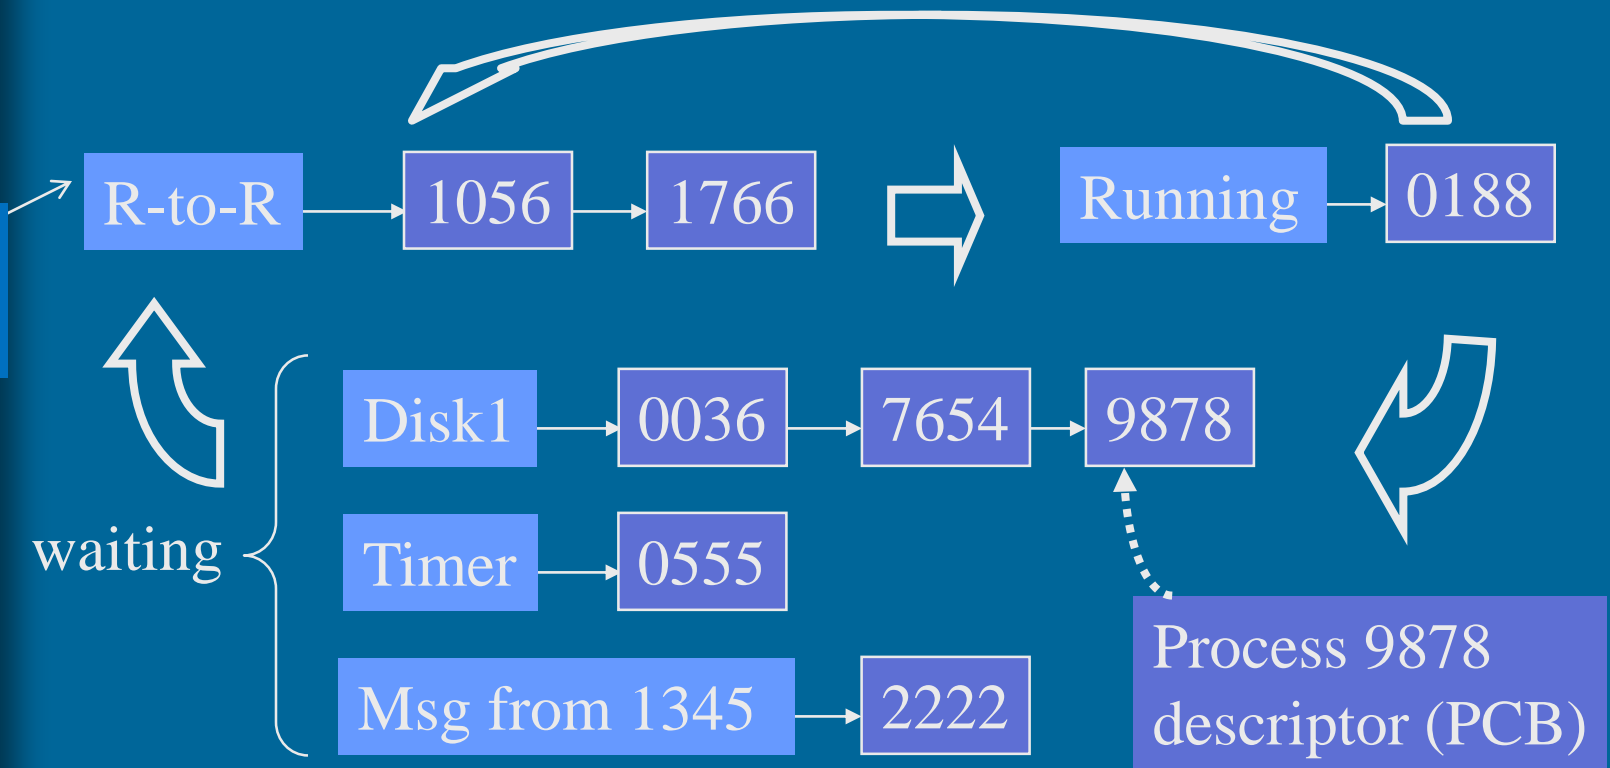 R-to-R 1056 1766 Running 0188
Disk1 0036 7654 9878
waiting
Timer 0555
Msg from 1345 2222
Process 9878
descriptor (PCB)